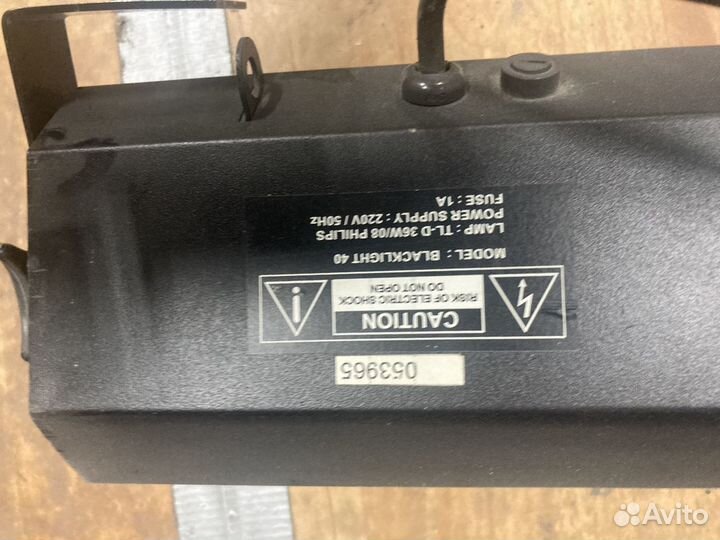 053965
CAUTION
RISK OF ELECTRIC SHOCK
DO NOT OPEN
MODEL : BLACKLIGHT 40
LAMP : TL-D 36W/08 PHILIPS
POWER SUPPLY : 220V / 50Hz
FUSE : 1A
Avito